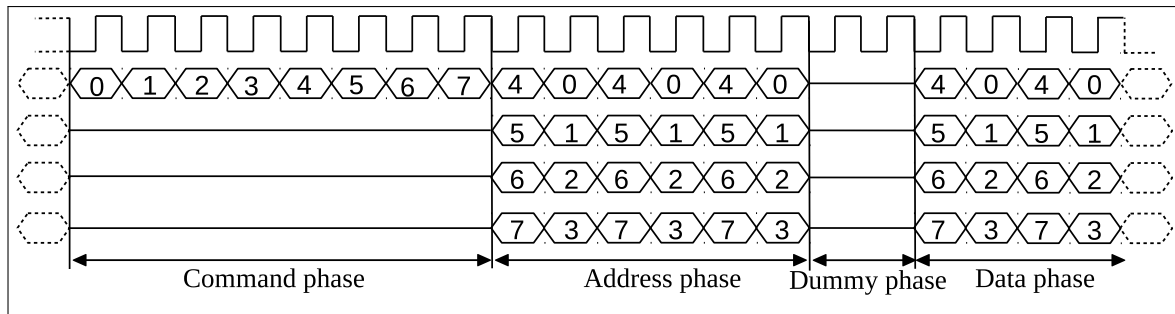 0 1 2 3 4 5 6 7 4 0 4 0 4 0 4 0 4 0
5 1 5 1 5 1 5 1 5 1
6 2 6 2 6 2 6 2 6 2
7 3 7 3 7 3 7 3 7 3
Command phase Address phase Dummy phase Data phase